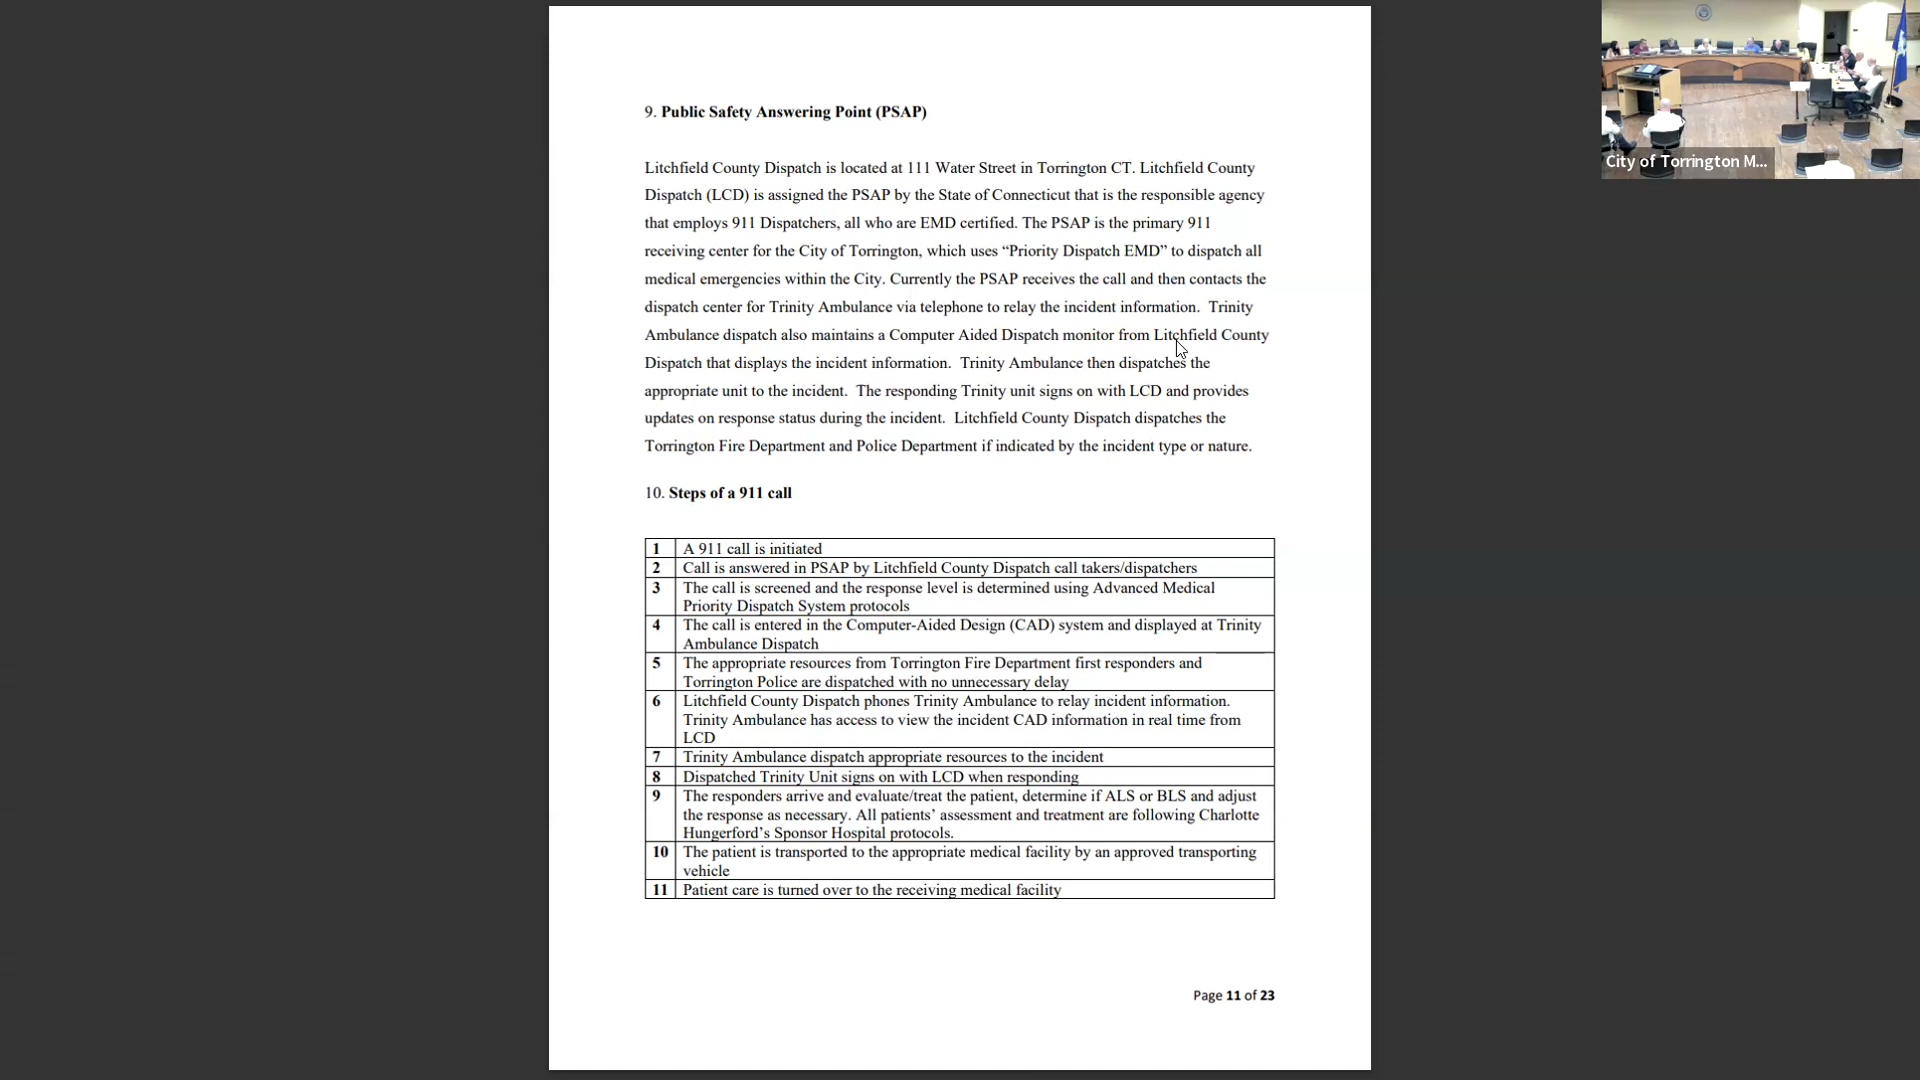 9. Public Safety Answering Point (PSAP)
Litchfield County Dispatch is located at 111 Water Street in Torrington CT. Litchfield County
Dispatch (LCD) is assigned the PSAP by the State of Connecticut that is the responsible agency
that employs 911 Dispatchers, all who are EMD certified. The PSAP is the primary 911
receiving center for the City of Torrington, which uses “Priority Dispatch EMD” to dispatch all
medical emergencies within the City. Currently the PSAP receives the call and then contacts the
dispatch center for Trinity Ambulance via telephone to relay the incident information.  Trinity
Ambulance dispatch also maintains a Computer Aided Dispatch monitor from Litchfield County
Dispatch that displays the incident information.  Trinity Ambulance then dispatches the
appropriate unit to the incident.  The responding Trinity unit signs on with LCD and provides
updates on response status during the incident.  Litchfield County Dispatch dispatches the
Torrington Fire Department and Police Department if indicated by the incident type or nature.
10. Steps of a 911 call
1 A 911 call is initiated
2 Call is answered in PSAP by Litchfield County Dispatch call takers/dispatchers
3 The call is screened and the response level is determined using Advanced Medical
Priority Dispatch System protocols
4 The call is entered in the Computer-Aided Design (CAD) system and displayed at Trinity
Ambulance Dispatch
5 The appropriate resources from Torrington Fire Department first responders and
Torrington Police are dispatched with no unnecessary delay
6 Litchfield County Dispatch phones Trinity Ambulance to relay incident information.
Trinity Ambulance has access to view the incident CAD information in real time from
LCD
7 Trinity Ambulance dispatch appropriate resources to the incident
8 Dispatched Trinity Unit signs on with LCD when responding
9 The responders arrive and evaluate/treat the patient, determine if ALS or BLS and adjust
the response as necessary. All patients’ assessment and treatment are following Charlotte
Hungerford’s Sponsor Hospital protocols.
10 The patient is transported to the appropriate medical facility by an approved transporting
vehicle
11 Patient care is turned over to the receiving medical facility
Page 11 of 23
City of Torrington M...